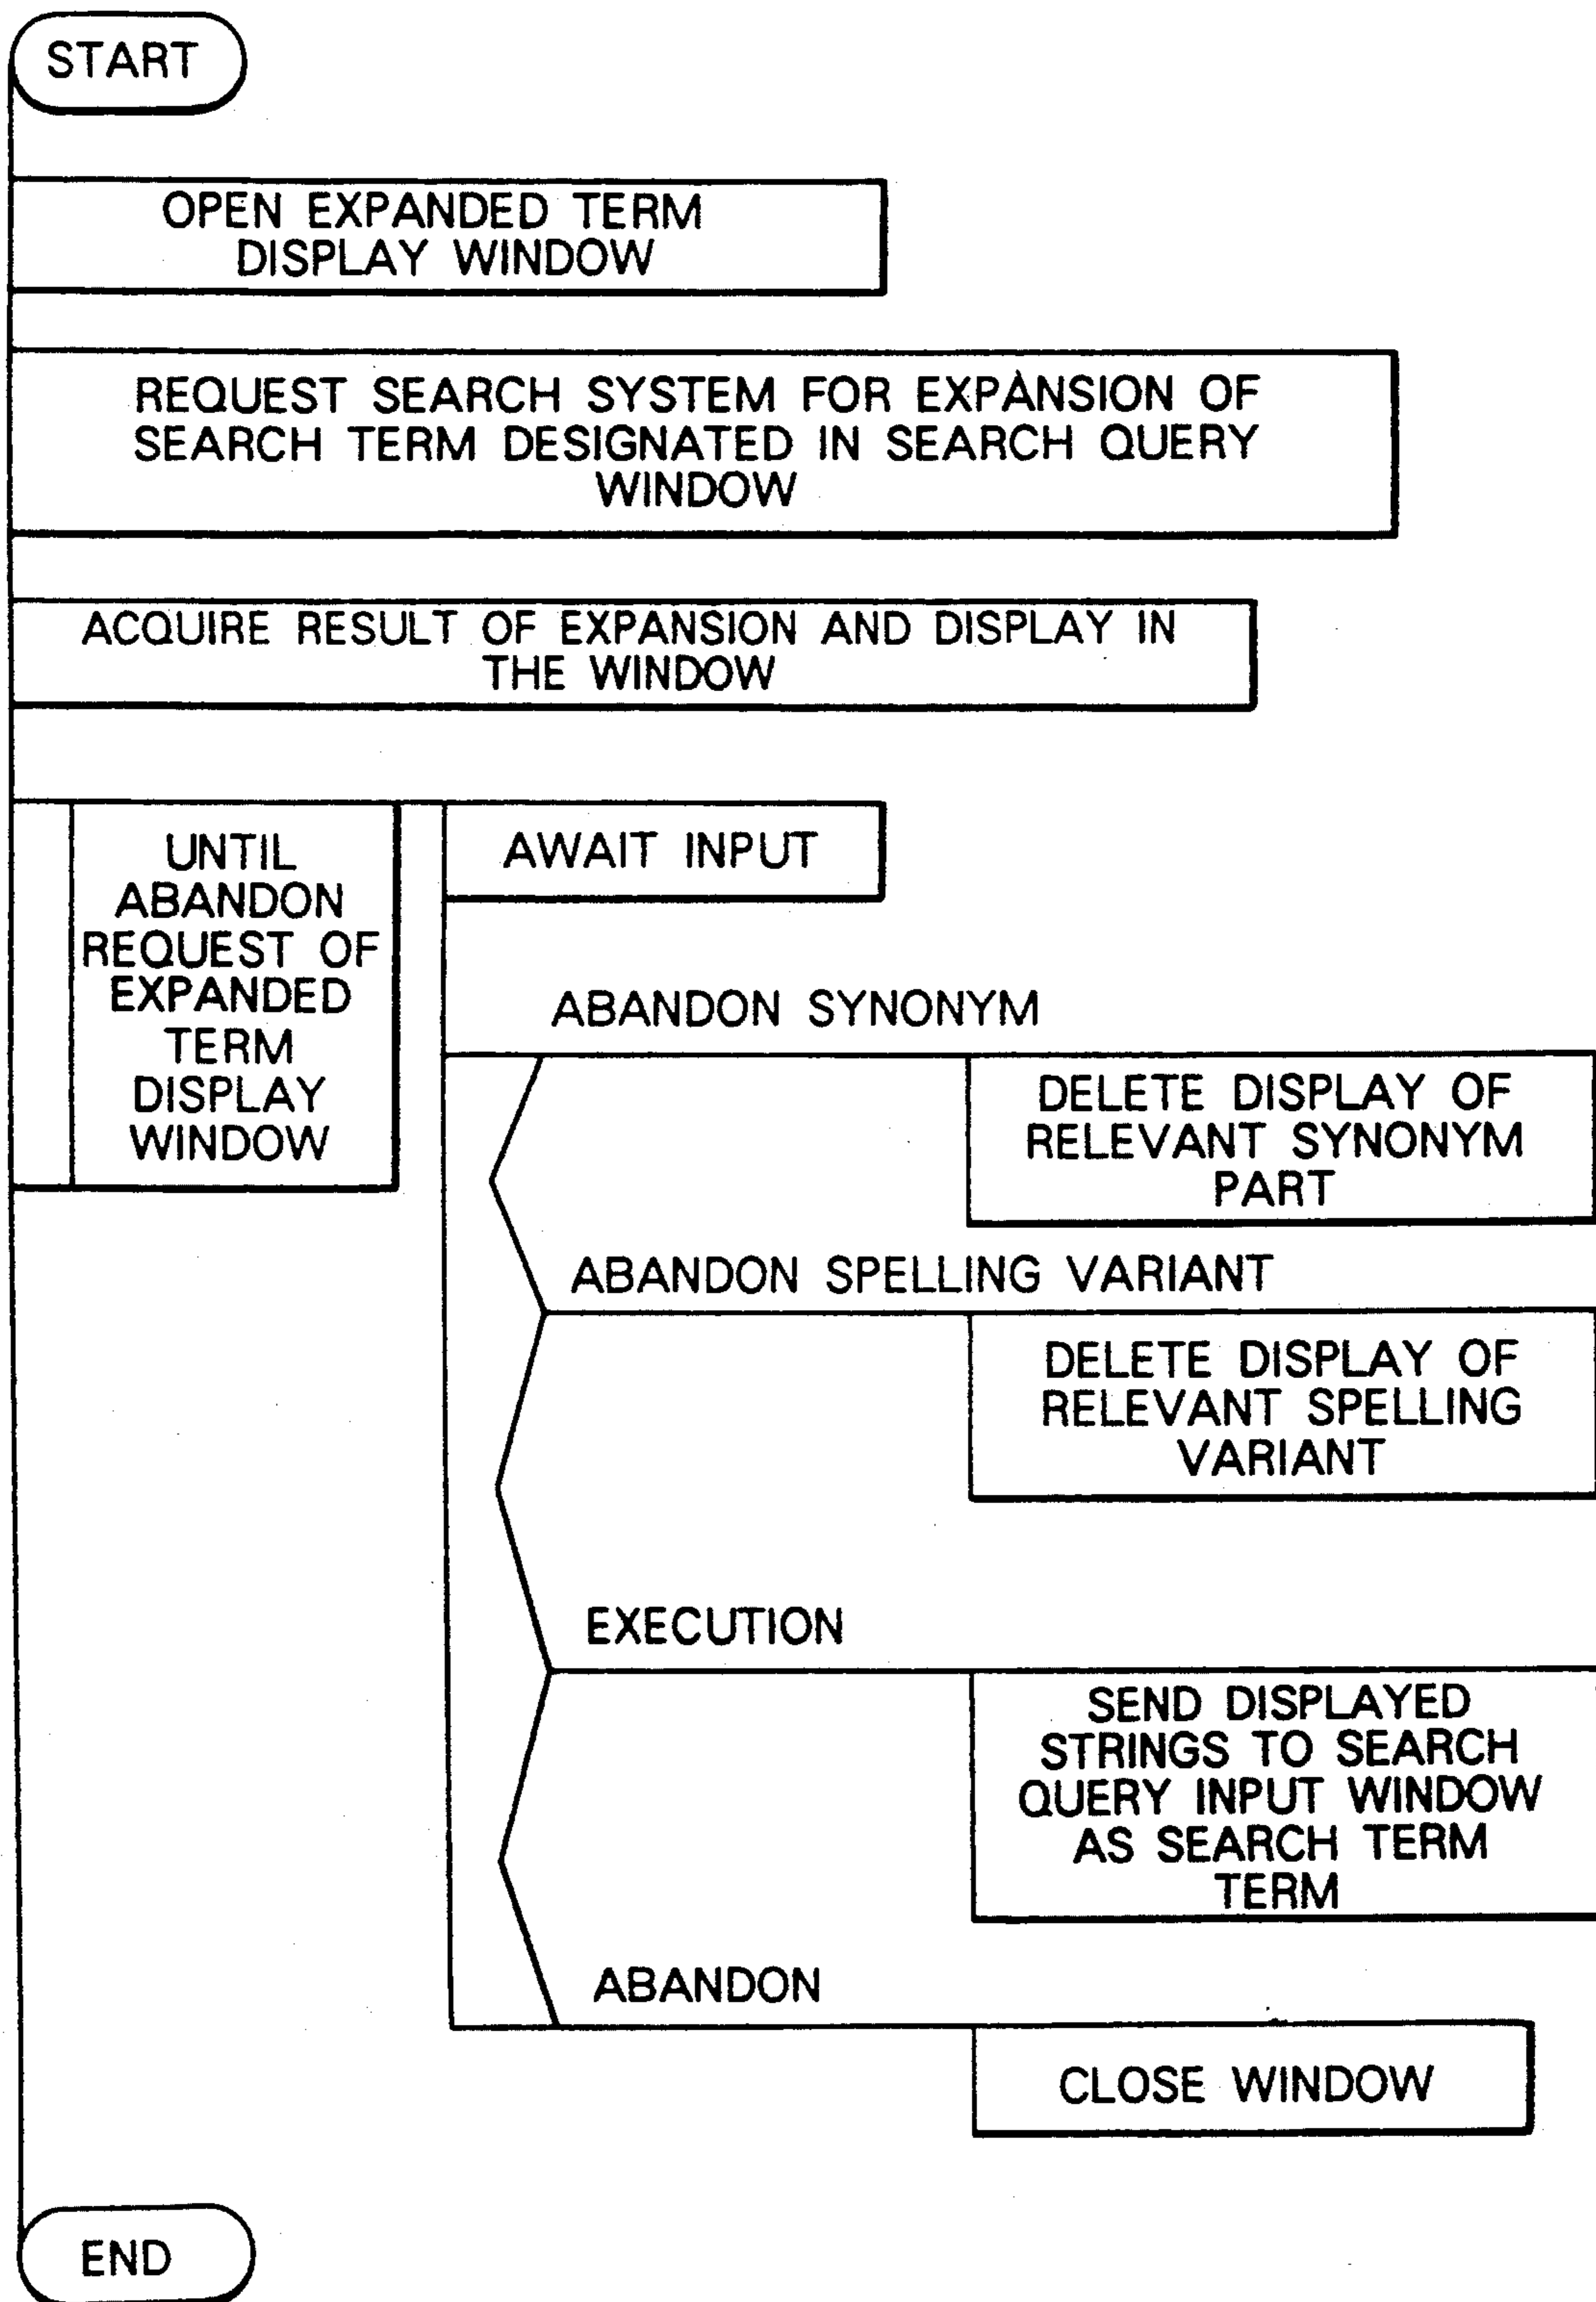 START
OPEN EXPANDED TERM
DISPLAY WINDOW
REQUEST SEARCH SYSTEM FOR EXPANSION OF
SEARCH TERM DESIGNATED IN SEARCH QUERY
WINDOW
ACQUIRE RESULT OF EXPANSION AND DISPLAY IN
THE WINDOW
UNTIL
ABANDON
REQUEST OF
EXPANDED
TERM
DISPLAY
WINDOW
AWAIT INPUT
ABANDON SYNONYM
DELETE DISPLAY OF
RELEVANT SYNONYM
PART
ABANDON SPELLING VARIANT
DELETE DISPLAY OF
RELEVANT SPELLING
VARIANT
EXECUTION
SEND DISPLAYED
STRINGS TO SEARCH
QUERY INPUT WINDOW
AS SEARCH TERM
TERM
ABANDON
CLOSE WINDOW
END